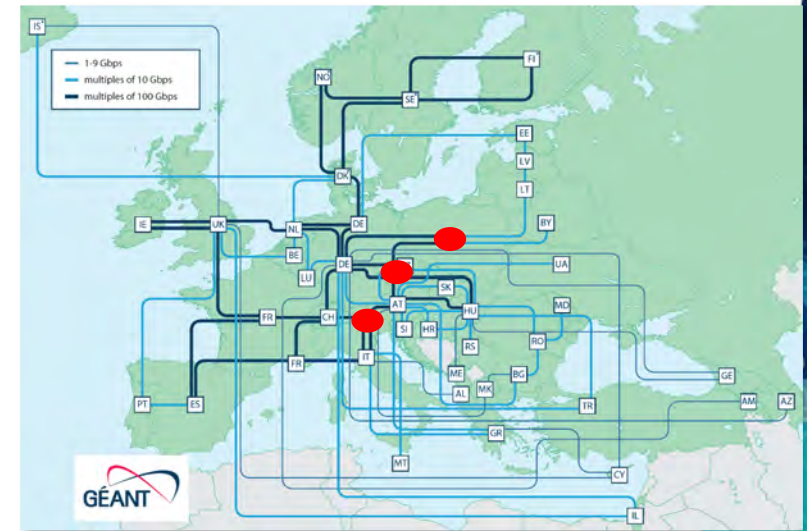 IS
1-9 Gbps
multiples of 10 Gbps
multiples of 100 Gbps
NO
FI
SE
EE
LV
DK
LT
IE
UK
NL
DE
BY
BE
LU
DE
UA
SK
AT
HU
MD
FR
CH
SI
HR
RS
RO
FR
IT
ME
BG
GE
PT
ES
AL
MK
TR
AM
AZ
GR
MT
CY
IL
GÉANT